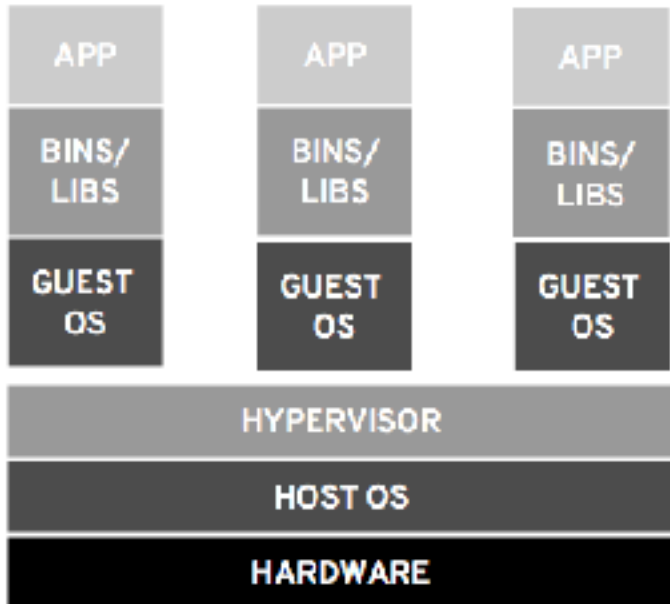 APP
BINS/
LIBS
GUEST
OS
APP
BINS/
LIBS
GUEST
OS
APP
BINS/
LIBS
GUEST
OS
HYPERVISOR
HOST OS
HARDWARE